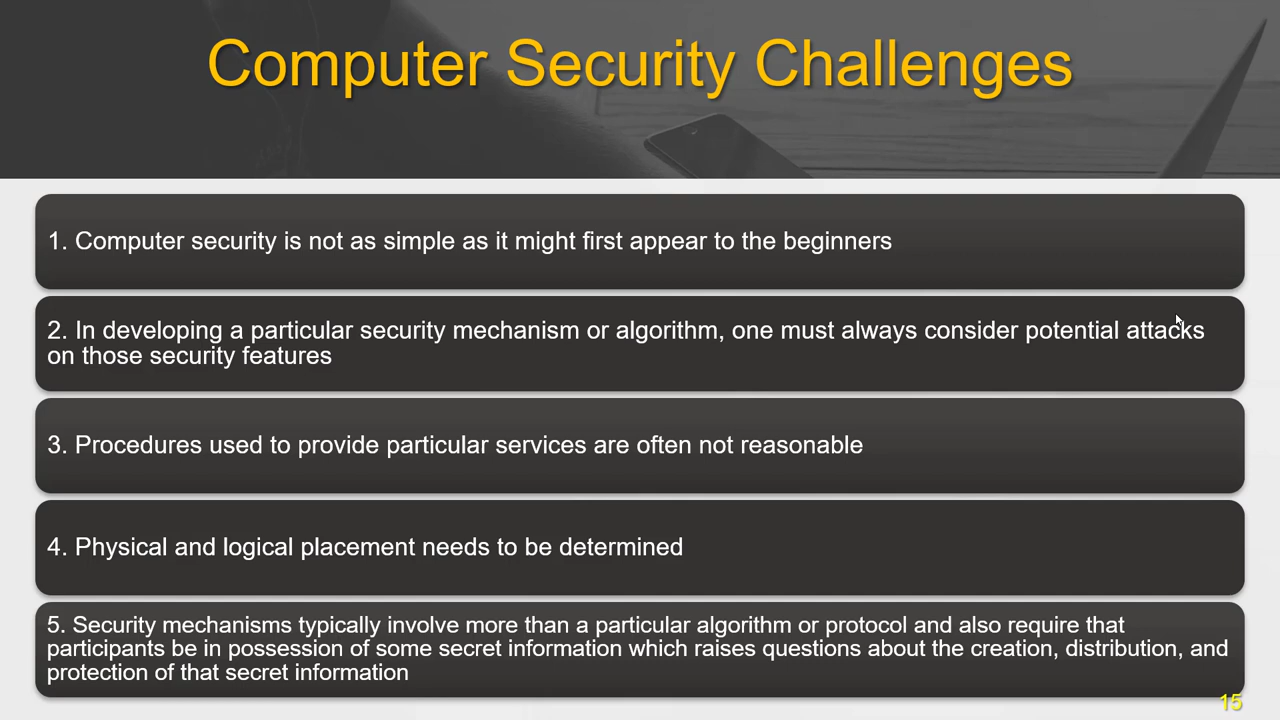 Computer Security Challenges
1. Computer security is not as simple as it might first appear to the beginners
2. In developing a particular security mechanism or algorithm, one must always consider potential attacks
on those security features
3. Procedures used to provide particular services are often not reasonable
4. Physical and logical placement needs to be determined
5. Security mechanisms typically involve more than a particular algorithm or protocol and also require that
participants be in possession of some secret information which raises questions about the creation, distribution, and
protection of that secret information
15